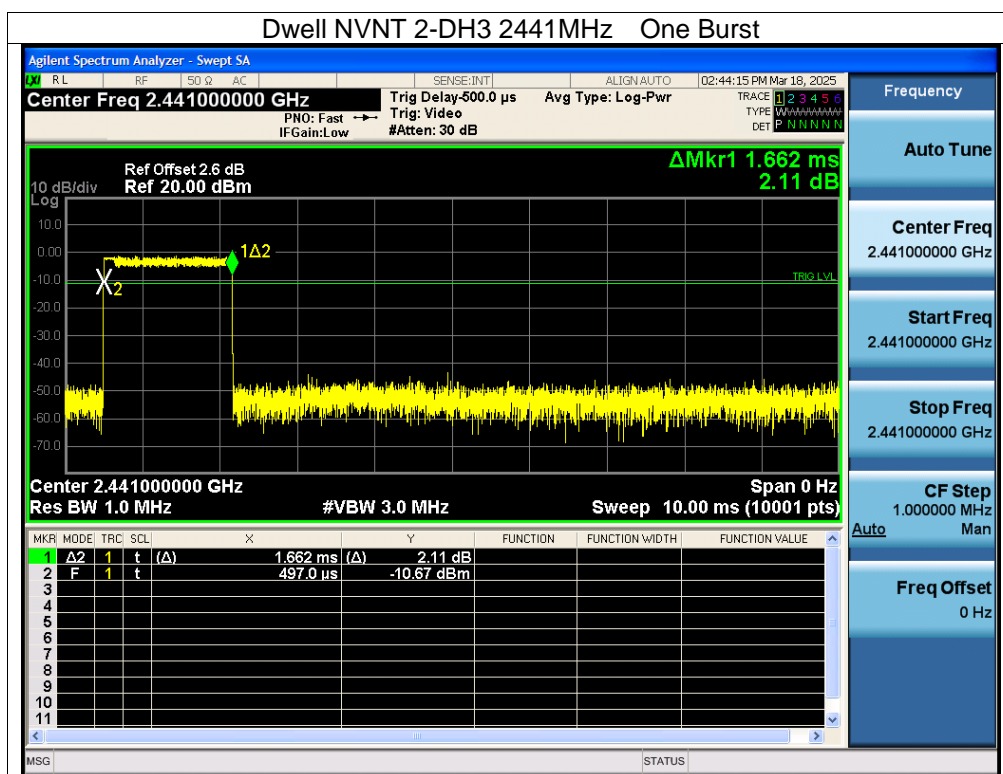 Dwell NVNT 2-DH3 2441MHz One Burst
Agilent Spectrum Analyzer - Swept SA
LXI RL RF 50 Ω AC SENSE:INT ALIGN AUTO 02:44:15 PM Mar 18, 2025
Center Freq 2.441000000 GHz
PNO: Fast
IFGain:Low
Trig Delay-500.0 µs
Trig: Video
#Atten: 30 dB
Avg Type: Log-Pwr
TRACE 1 2 3 4 5 6
TYPE WWWWWW
DET P N N N N N
Ref Offset 2.6 dB
Ref 20.00 dBm
10 dB/div
Log
ΔMkr1 1.662 ms
2.11 dB
10.0
0.00
-10.0
-20.0
-30.0
-40.0
-50.0
-60.0
-70.0
1Δ2
2
TRIG LVL
Center 2.441000000 GHz Span 0 Hz
Res BW 1.0 MHz #VBW 3.0 MHz Sweep 10.00 ms (10001 pts)
MKR MODE TRC SCL X Y FUNCTION FUNCTION WIDTH FUNCTION VALUE
1 Δ2 1 t (Δ) 1.662 ms (Δ) 2.11 dB
2 F 1 t 497.0 µs -10.67 dBm
3
4
5
6
7
8
9
10
11
MSG STATUS
Frequency
Auto Tune
Center Freq
2.441000000 GHz
Start Freq
2.441000000 GHz
Stop Freq
2.441000000 GHz
CF Step
1.000000 MHz
Auto Man
Freq Offset
0 Hz